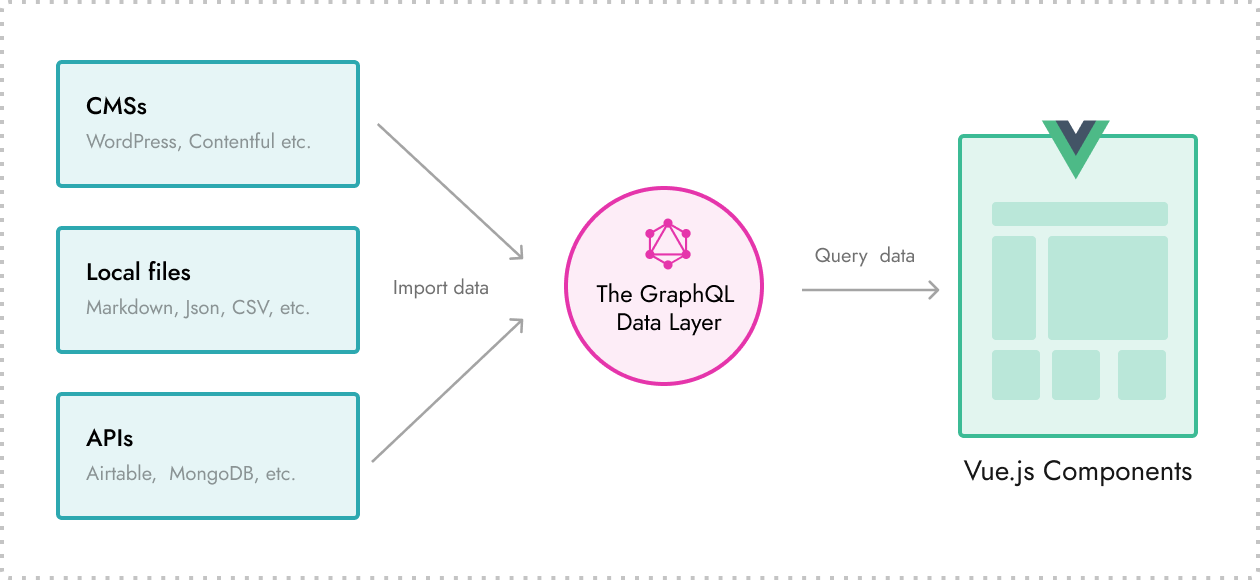 CMSs
WordPress, Contentful etc.
Local files
Markdown, Json, CSV, etc.
APIs
Airtable, MongoDB, etc.
Import data
The GraphQL
Data Layer
Query data
Vue.js Components